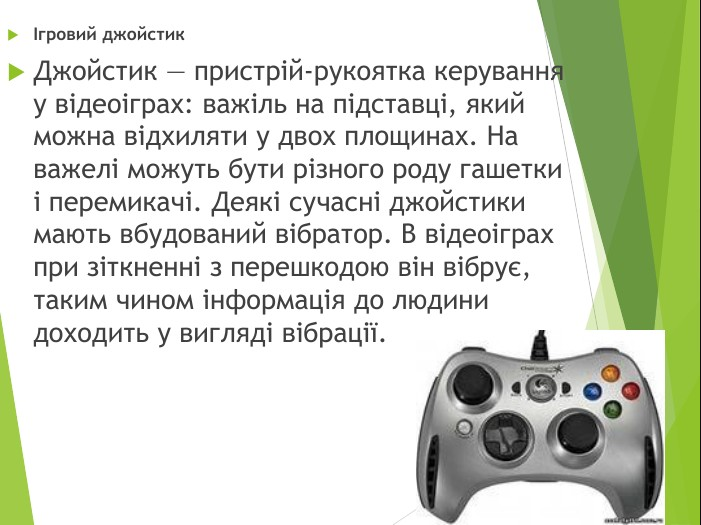 Ігровий джойстик
Джойстик — пристрій-рукоятка керування
у відеоіграх: важіль на підставці, який
можна відхиляти у двох площинах. На
важелі можуть бути різного роду гашетки
і перемикачі. Деякі сучасні джойстики
мають вбудований вібратор. В відеоіграх
при зіткненні з перешкодою він вібрує,
таким чином інформація до людини
доходить у вигляді вібрації.